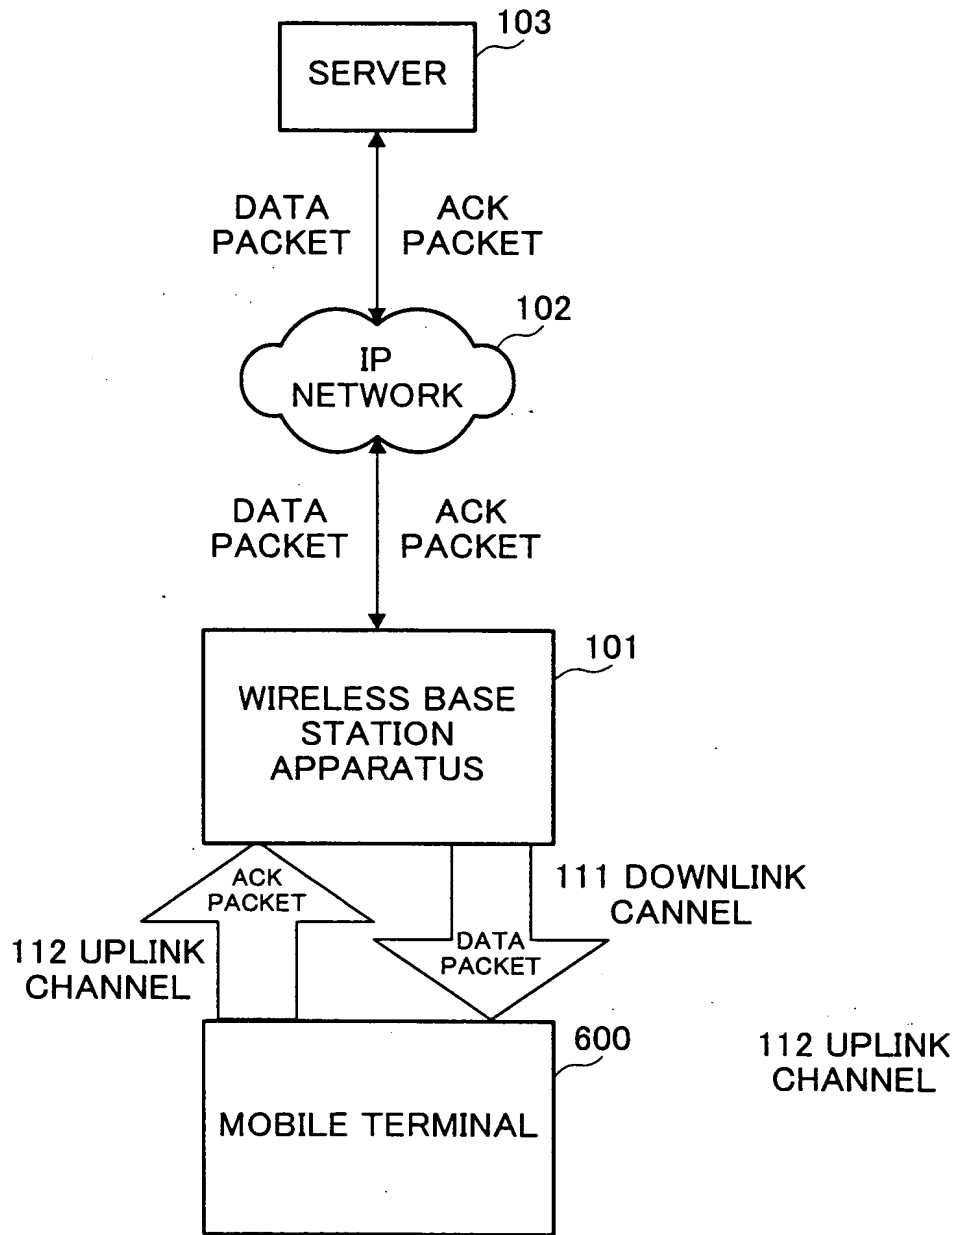 103
SERVER
DATA
PACKET
ACK
PACKET
102
IP
NETWORK
DATA
PACKET
ACK
PACKET
101
WIRELESS BASE
STATION
APPARATUS
ACK
PACKET
111 DOWNLINK
CANNEL
112 UPLINK
CHANNEL
DATA
PACKET
600
112 UPLINK
CHANNEL
MOBILE TERMINAL